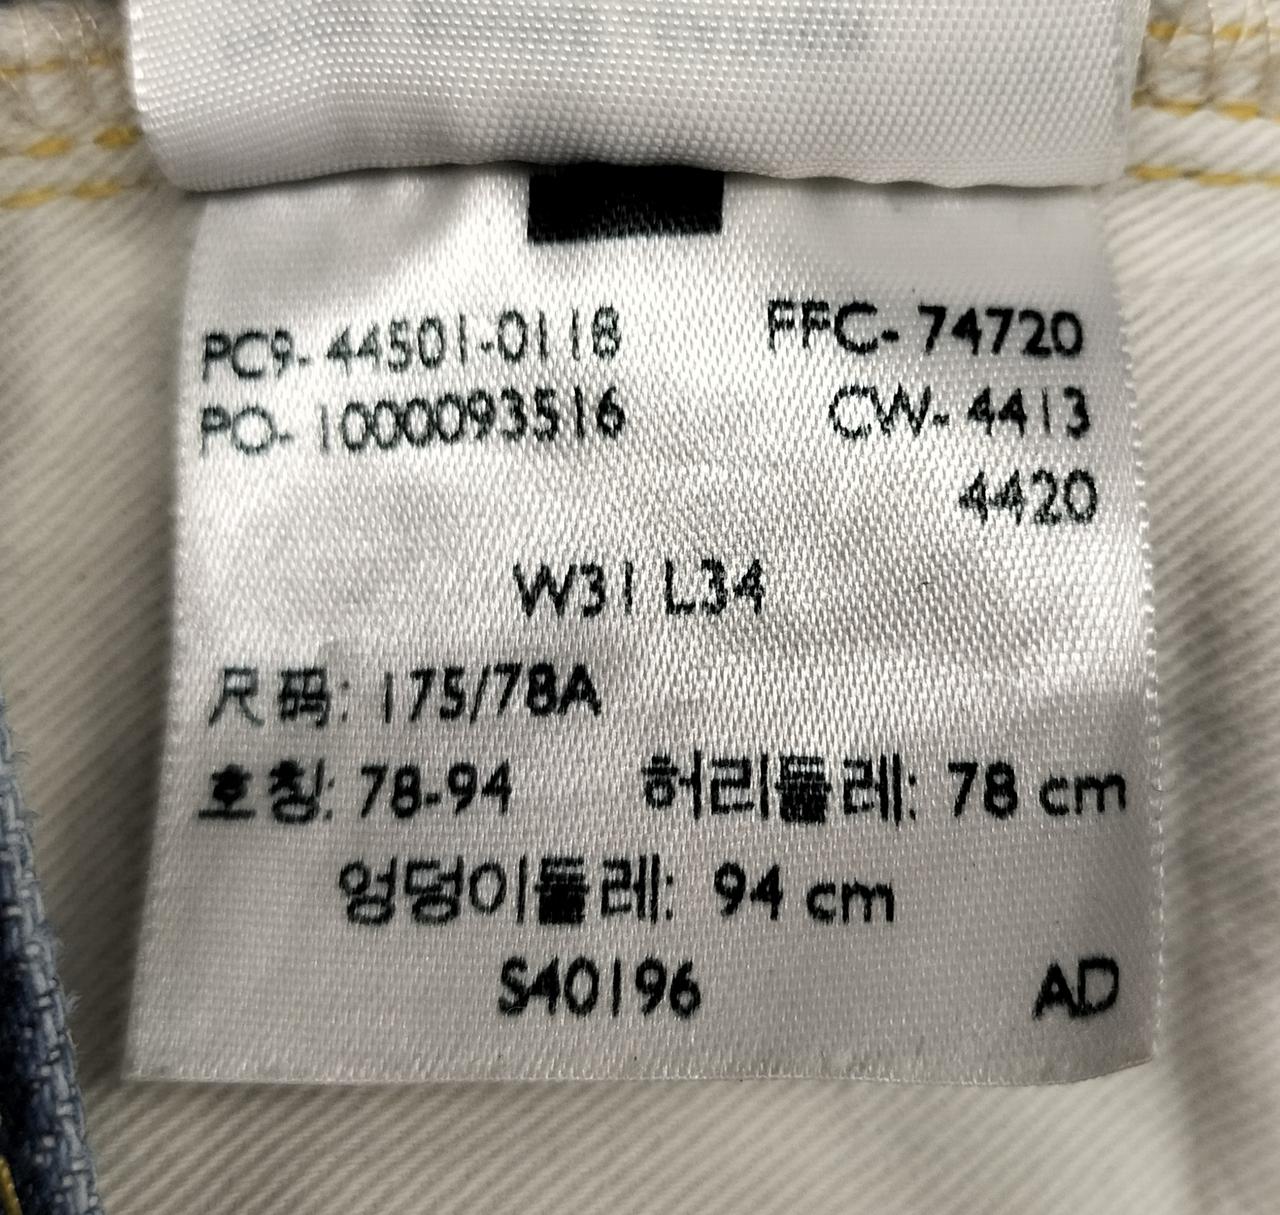 PC9-44501-0118 FFC-74720
PO-1000093516 CW-4413
4420
W31 L34
尺码: 175/78A
호칭: 78-94 허리둘레: 78 cm
엉덩이둘레: 94 cm
S40196 AD